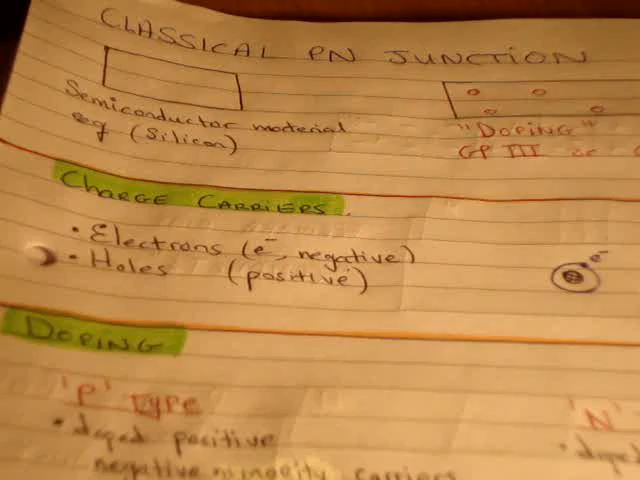 CLASSICAL PN JUNCTION
Semiconductor material
eg (Silicon)
"DOPING"
GP III or
CHARGE CARRIERS.
• Electrons (e⁻, negative)
• Holes (positive)
e⁻
DOPING
'P' TYPE
• doped positive
negative minority carriers
'N'
• doped